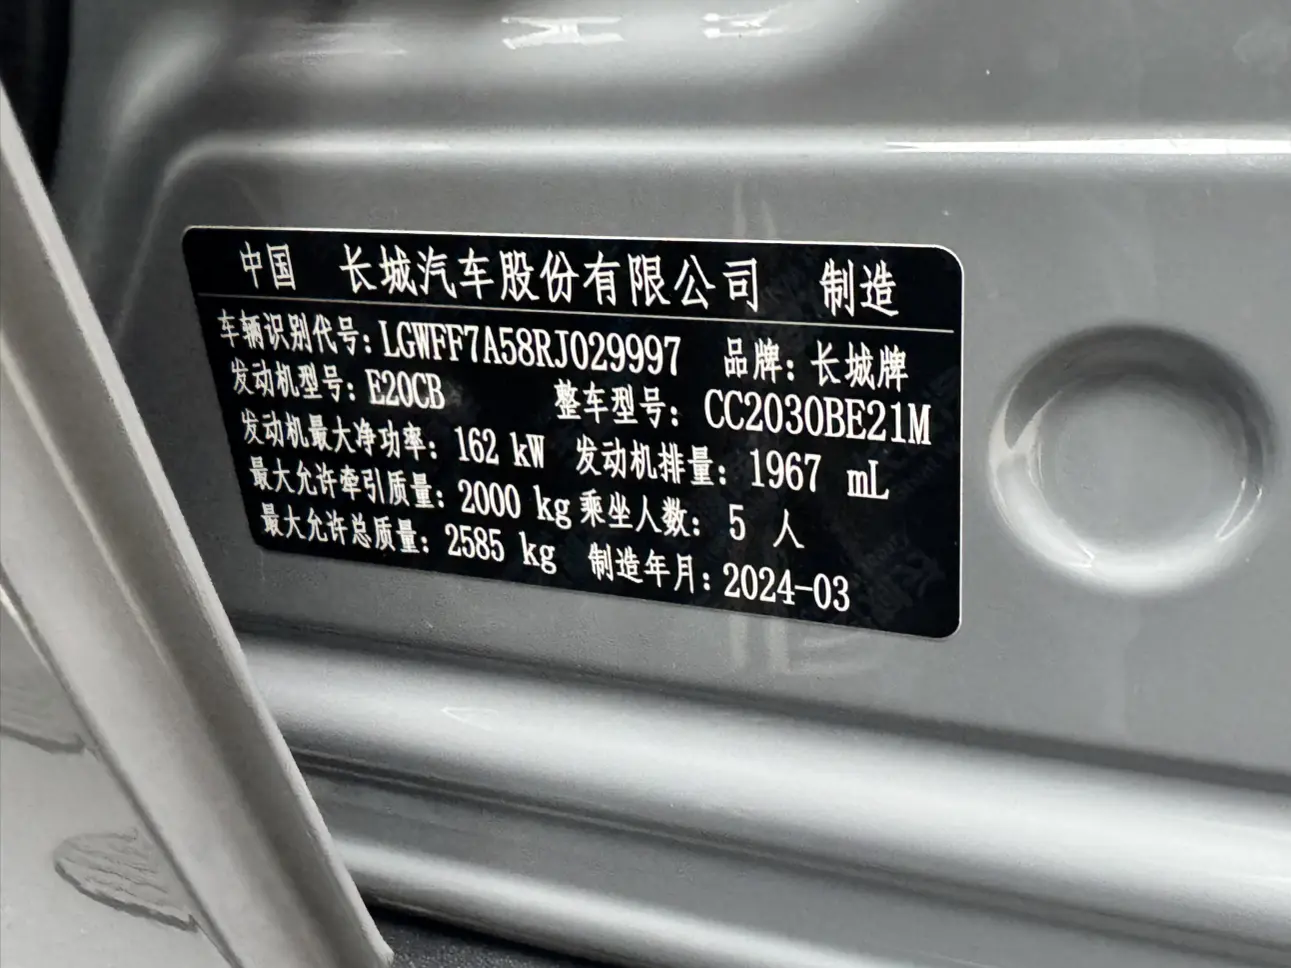 中国 长城汽车股份有限公司 制造
车辆识别代号: LGWFF7A58RJ029997 品牌: 长城牌
发动机型号: E20CB 整车型号: CC2030BE21M
发动机最大净功率: 162 kW 发动机排量: 1967 mL
最大允许牵引质量: 2000 kg 乘坐人数: 5 人
最大允许总质量: 2585 kg 制造年月: 2024-03